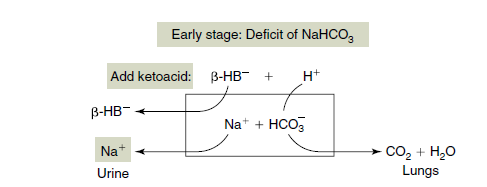 Early stage: Deficit of NaHCO₃
Add ketoacid: β-HB⁻ + H⁺
β-HB⁻
Na⁺ + HCO₃⁻
Na⁺ CO₂ + H₂O
Urine Lungs